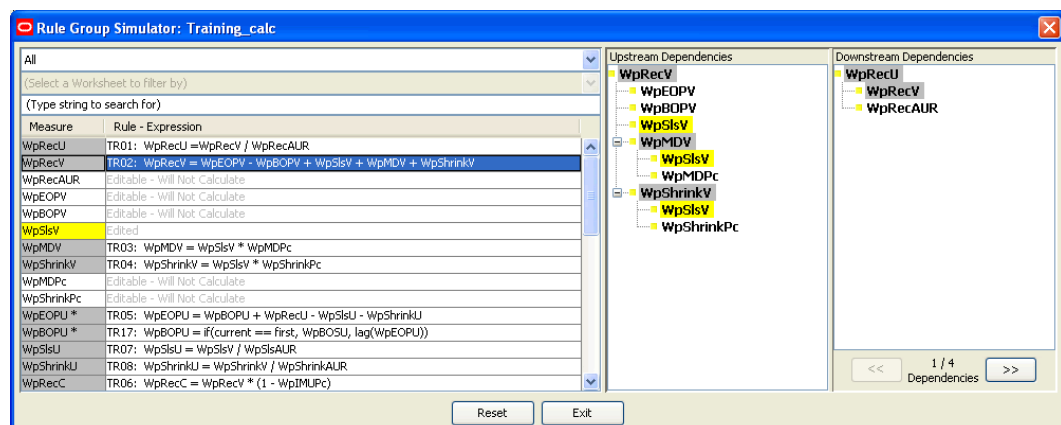 Rule Group Simulator: Training_calc
All
(Select a Worksheet to filter by)
(Type string to search for)
Measure Rule - Expression
WpRecU TR01: WpRecU =WpRecV / WpRecAUR
WpRecV TR02: WpRecV = WpEOPV - WpBOPV + WpSlsV + WpMDV + WpShrinkV
WpRecAUR Editable - Will Not Calculate
WpEOPV Editable - Will Not Calculate
WpBOPV Editable - Will Not Calculate
WpSlsV Edited
WpMDV TR03: WpMDV = WpSlsV * WpMDPc
WpShrinkV TR04: WpShrinkV = WpSlsV * WpShrinkPc
WpMDPc Editable - Will Not Calculate
WpShrinkPc Editable - Will Not Calculate
WpEOPU * TR05: WpEOPU = WpBOPU + WpRecU - WpSlsU - WpShrinkU
WpBOPU * TR17: WpBOPU = if(current == first, WpBOSU, lag(WpEOPU))
WpSlsU TR07: WpSlsU = WpSlsV / WpSlsAUR
WpShrinkU TR08: WpShrinkU = WpShrinkV / WpShrinkAUR
WpRecC TR06: WpRecC = WpRecV * (1 - WpIMUPc)
Upstream Dependencies
WpRecV
WpEOPV
WpBOPV
WpSlsV
WpMDV
WpSlsV
WpMDPc
WpShrinkV
WpSlsV
WpShrinkPc
Downstream Dependencies
WpRecU
WpRecV
WpRecAUR
<< 1 / 4 >>
Dependencies
Reset Exit